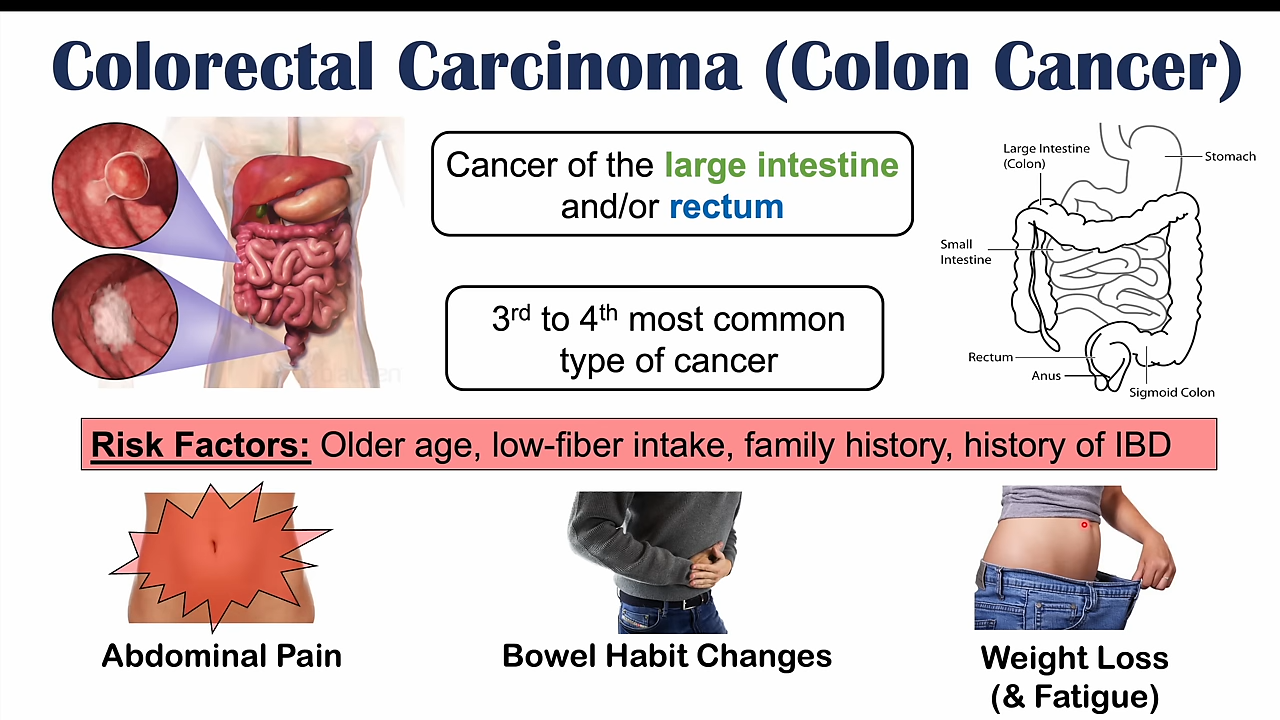 Colorectal Carcinoma (Colon Cancer)
Cancer of the large intestine
and/or rectum
3rd to 4th most common
type of cancer
Large Intestine
(Colon)
Stomach
Small
Intestine
Rectum
Anus
Sigmoid Colon
Risk Factors: Older age, low-fiber intake, family history, history of IBD
Abdominal Pain
Bowel Habit Changes
Weight Loss
(& Fatigue)